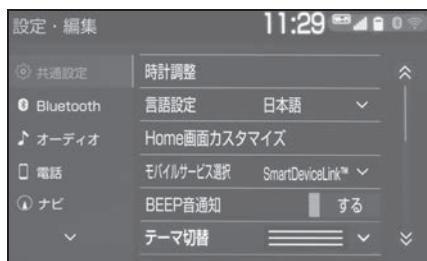 設定・編集 11:29
共通設定
Bluetooth
オーディオ
電話
ナビ
時計調整
言語設定 日本語
Home画面カスタマイズ
モバイルサービス選択 SmartDeviceLink™
BEEP音通知 する
テーマ切替